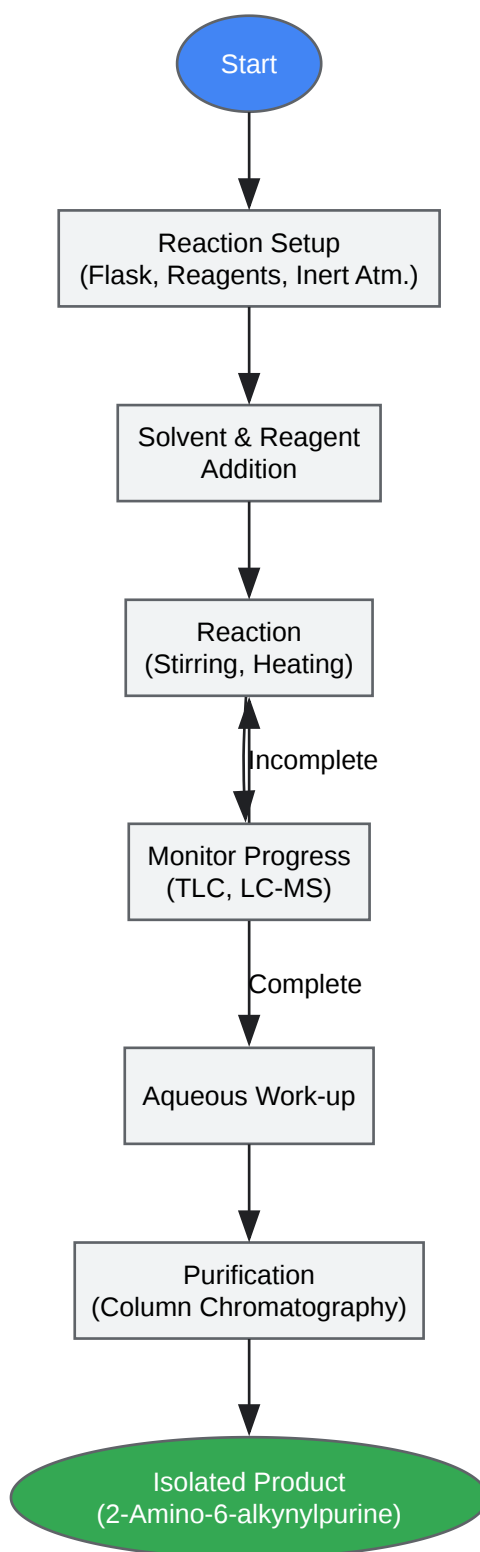 Start
Reaction Setup
(Flask, Reagents, Inert Atm.)
Solvent & Reagent
Addition
Reaction
(Stirring, Heating)
Incomplete
Monitor Progress
(TLC, LC-MS)
Complete
Aqueous Work-up
Purification
(Column Chromatography)
Isolated Product
(2-Amino-6-alkynylpurine)